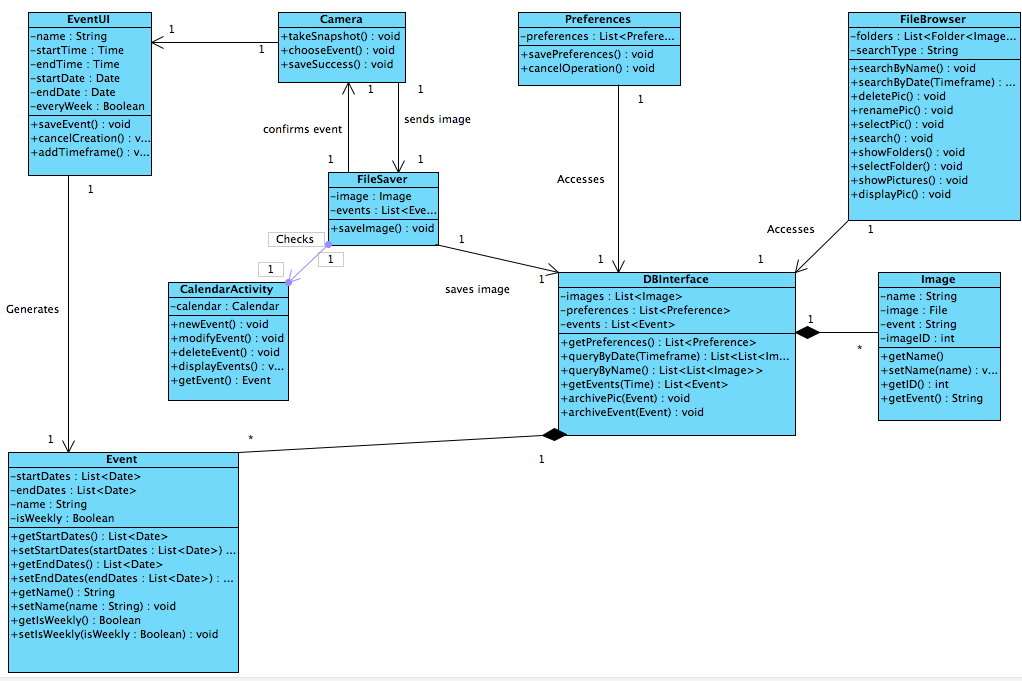 EventUI
-name : String
-startTime : Time
-endTime : Time
-startDate : Date
-endDate : Date
-everyWeek : Boolean
+saveEvent() : void
+cancelCreation() : v...
+addTimeframe() : v...
1
1
Camera
+takeSnapshot() : void
+chooseEvent() : void
+saveSuccess() : void
Preferences
-preferences : List<Prefere...
+savePreferences() : void
+cancelOperation() : void
FileBrowser
-folders : List<Folder<Image...
-searchType : String
+searchByName() : void
+searchByDate(Timeframe) : ...
+deletePic() : void
+renamePic() : void
+selectPic() : void
+search() : void
+showFolders() : void
+selectFolder() : void
+showPictures() : void
+displayPic() : void
1
1
1
confirms event
sends image
1
1
1
Accesses
1
Accesses
1
FileSaver
-image : Image
-events : List<Eve...
+saveImage() : void
Checks
1
1
1
saves image
1
1
1
CalendarActivity
-calendar : Calendar
+newEvent() : void
+modifyEvent() : void
+deleteEvent() : void
+displayEvents() : v...
+getEvent() : Event
DBInterface
-images : List<Image>
-preferences : List<Preference>
-events : List<Event>
+getPreferences() : List<Preference>
+queryByDate(Timeframe) : List<List<Im...
+queryByName() : List<List<Image>>
+getEvents(Time) : List<Event>
+archivePic(Event) : void
+archiveEvent(Event) : void
1
*
Image
-name : String
-image : File
-event : String
-imageID : int
+getName()
+setName(name) : v...
+getID() : int
+getEvent() : String
Generates
1
*
1
Event
-startDates : List<Date>
-endDates : List<Date>
-name : String
-isWeekly : Boolean
+getStartDates() : List<Date>
+setStartDates(startDates : List<Date>) ...
+getEndDates() : List<Date>
+setEndDates(endDates : List<Date>) : ...
+getName() : String
+setName(name : String) : void
+getIsWeekly() : Boolean
+setIsWeekly(isWeekly : Boolean) : void